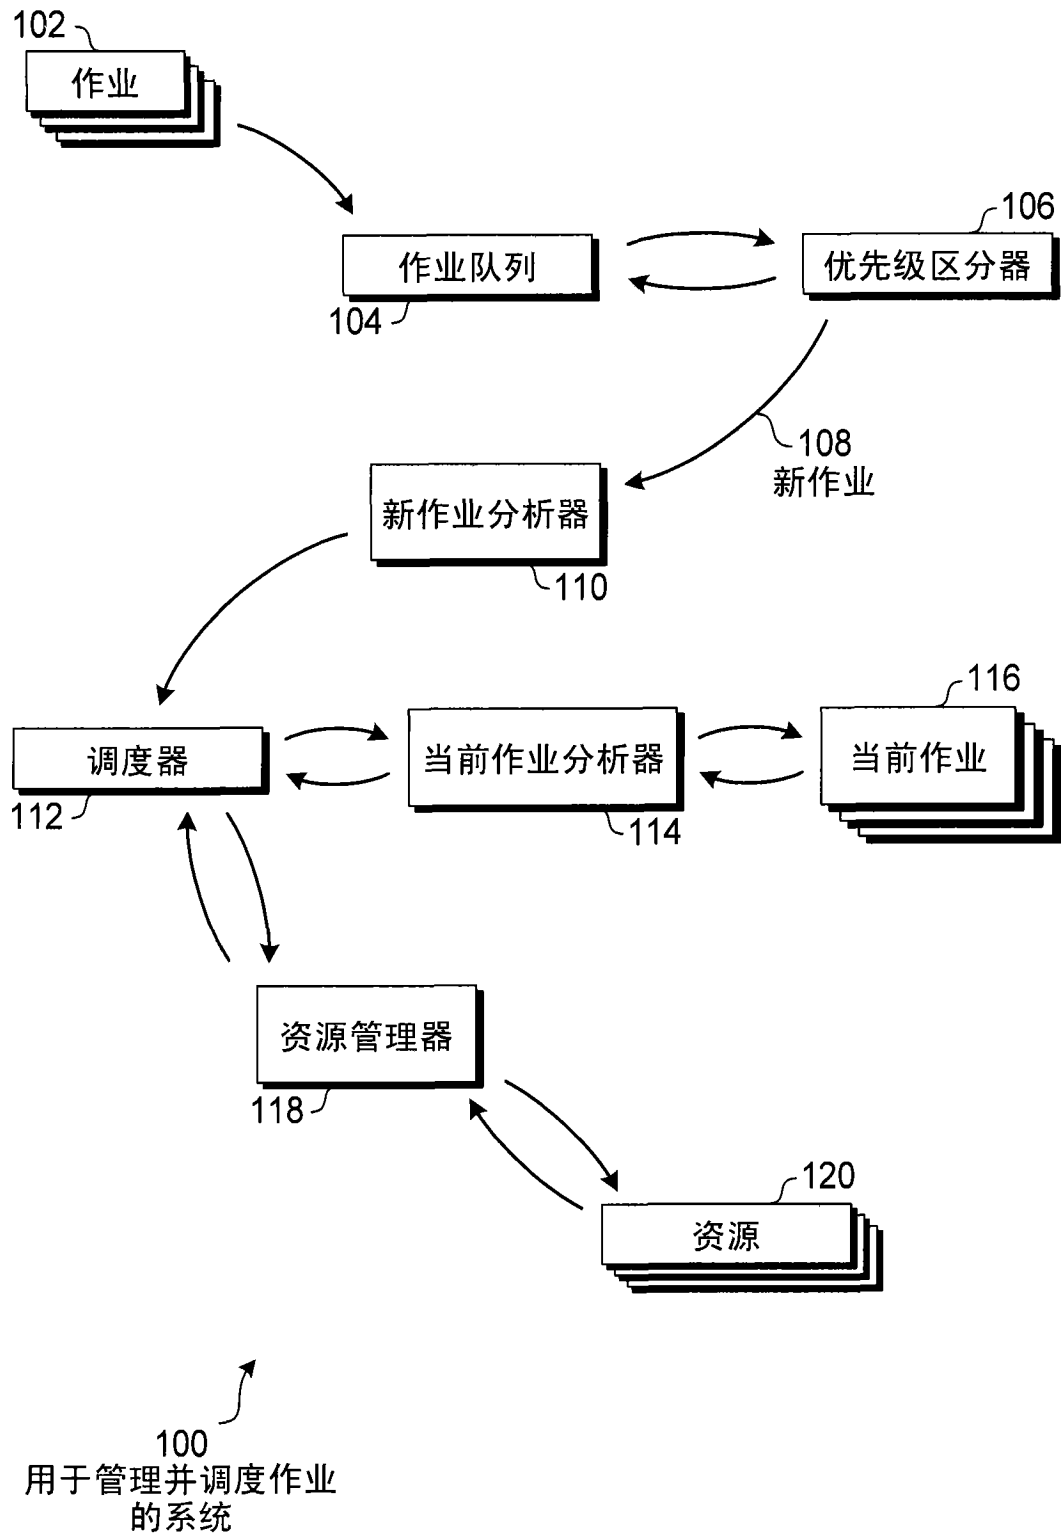 102
作业
106
作业队列
优先级区分器
104
108
新作业
新作业分析器
110
116
调度器
当前作业分析器
当前作业
112
114
资源管理器
118
120
资源
100
用于管理并调度作业
的系统